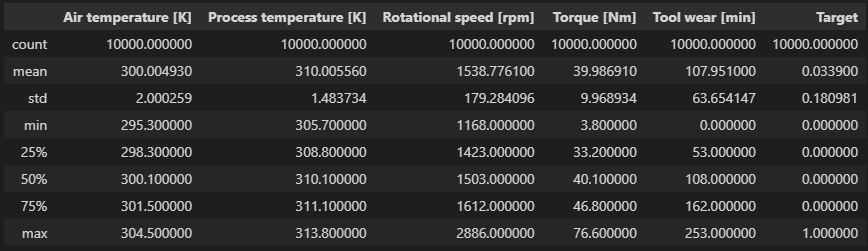 Air temperature [K] Process temperature [K] Rotational speed [rpm] Torque [Nm] Tool wear [min] Target
count 10000.000000 10000.000000 10000.000000 10000.000000 10000.000000 10000.000000
mean 300.004930 310.005560 1538.776100 39.986910 107.951000 0.033900
std 2.000259 1.483734 179.284096 9.968934 63.654147 0.180981
min 295.300000 305.700000 1168.000000 3.800000 0.000000 0.000000
25% 298.300000 308.800000 1423.000000 33.200000 53.000000 0.000000
50% 300.100000 310.100000 1503.000000 40.100000 108.000000 0.000000
75% 301.500000 311.100000 1612.000000 46.800000 162.000000 0.000000
max 304.500000 313.800000 2886.000000 76.600000 253.000000 1.000000